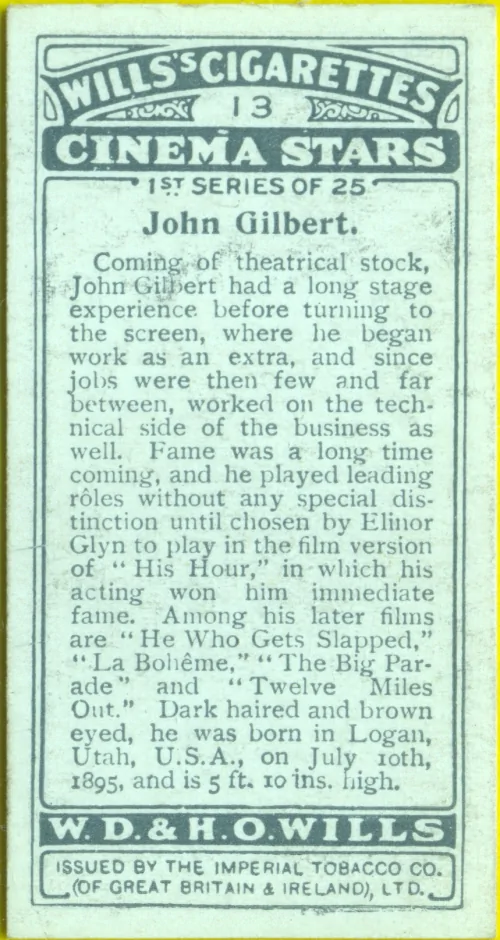 WILLS'S CIGARETTES
13
CINEMA STARS
1ST SERIES OF 25
John Gilbert.
Coming of theatrical stock,
John Gilbert had a long stage
experience before turning to
the screen, where he began
work as an extra, and since
jobs were then few and far
between, worked on the tech-
nical side of the business as
well. Fame was a long time
coming, and he played leading
rôles without any special dis-
tinction until chosen by Elinor
Glyn to play in the film version
of "His Hour," in which his
acting won him immediate
fame. Among his later films
are "He Who Gets Slapped,"
"La Bohême," "The Big Par-
ade" and "Twelve Miles
Out." Dark haired and brown
eyed, he was born in Logan,
Utah, U.S.A., on July 10th,
1895, and is 5 ft. 10 ins. high.
W. D. & H. O. WILLS
ISSUED BY THE IMPERIAL TOBACCO CO.
(OF GREAT BRITAIN & IRELAND), LTD.